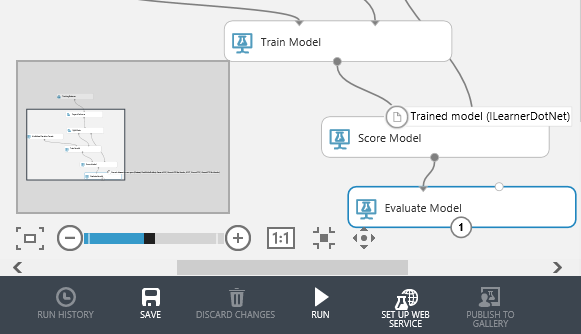 Train Model
Trained model (ILearnerDotNet)
Score Model
Evaluate Model
1
1:1
RUN HISTORY
SAVE
DISCARD CHANGES
RUN
SET UP WEB
SERVICE
PUBLISH TO
GALLERY